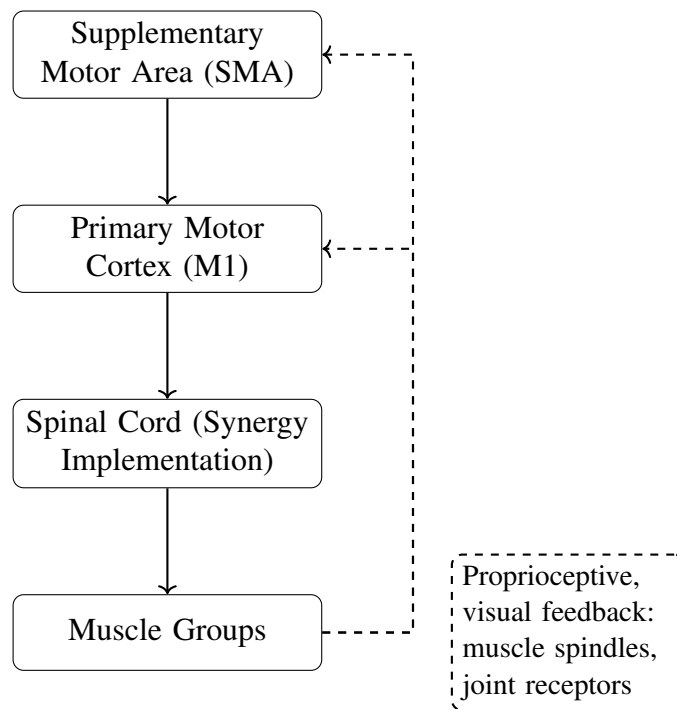 Supplementary
Motor Area (SMA)
Primary Motor
Cortex (M1)
Spinal Cord (Synergy
Implementation)
Muscle Groups
Proprioceptive,
visual feedback:
muscle spindles,
joint receptors